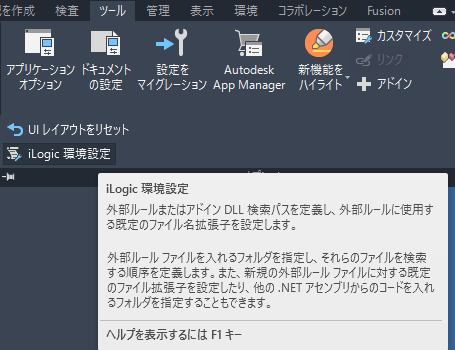 を作成 検査 ツール 管理 表示 環境 コラボレーション Fusion
アプリケーション
オプション
ドキュメント
の設定
設定を
マイグレーション
Autodesk
App Manager
新機能を
ハイライト
カスタマイズ
リンク
アドイン
UI レイアウトをリセット
iLogic 環境設定
iLogic 環境設定
外部ルールまたはアドイン DLL 検索パスを定義し、外部ルールに使用す
る既定のファイル名拡張子を設定します。
外部ルール ファイルを入れるフォルダを指定し、それらのファイルを検索
する順序を定義します。また、新規の外部ルール ファイルに対する既定
のファイル拡張子を設定したり、他の .NET アセンブリからのコードを入れ
るフォルダを指定することもできます。
ヘルプを表示するには F1 キー